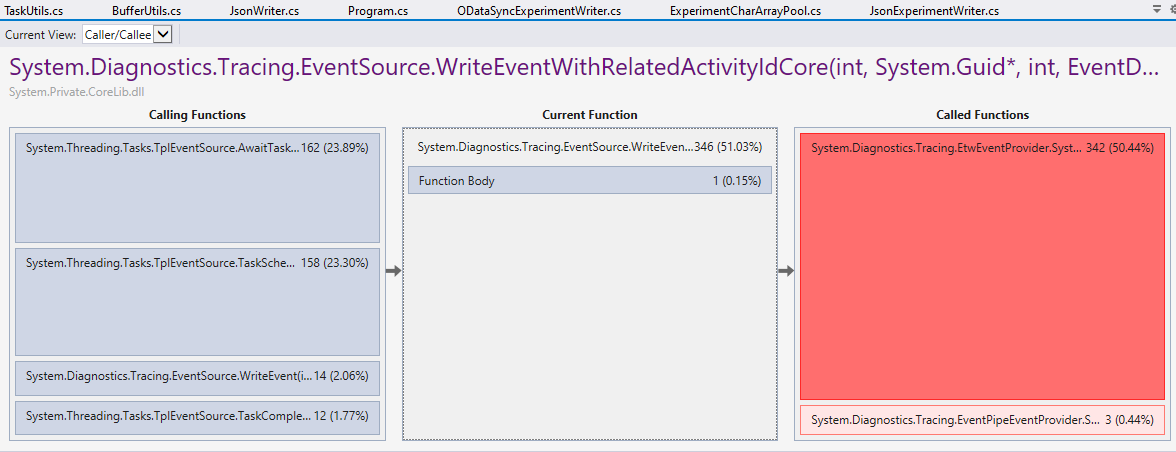 TaskUtils.cs BufferUtils.cs JsonWriter.cs Program.cs ODataSyncExperimentWriter.cs ExperimentCharArrayPool.cs JsonExperimentWriter.cs
Current View: Caller/Callee
System.Diagnostics.Tracing.EventSource.WriteEventWithRelatedActivityIdCore(int, System.Guid*, int, EventD...
System.Private.CoreLib.dll
Calling Functions
System.Threading.Tasks.TplEventSource.AwaitTask... 162 (23.89%)
System.Threading.Tasks.TplEventSource.TaskSche... 158 (23.30%)
System.Diagnostics.Tracing.EventSource.WriteEvent(i... 14 (2.06%)
System.Threading.Tasks.TplEventSource.TaskComple... 12 (1.77%)
Current Function
System.Diagnostics.Tracing.EventSource.WriteEven... 346 (51.03%)
Function Body 1 (0.15%)
Called Functions
System.Diagnostics.Tracing.EtwEventProvider.Syst... 342 (50.44%)
System.Diagnostics.Tracing.EventPipeEventProvider.S... 3 (0.44%)